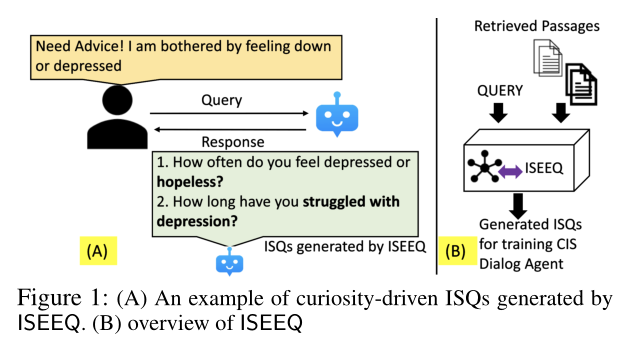 Need Advice! I am bothered by feeling down
or depressed
Query
Response
1. How often do you feel depressed or
hopeless?
2. How long have you struggled with
depression?
ISQs generated by ISEEQ
(A)
Retrieved Passages
QUERY
ISEEQ
Generated ISQs
for training CIS
Dialog Agent
(B)
Figure 1: (A) An example of curiosity-driven ISQs generated by
ISEEQ. (B) overview of ISEEQ